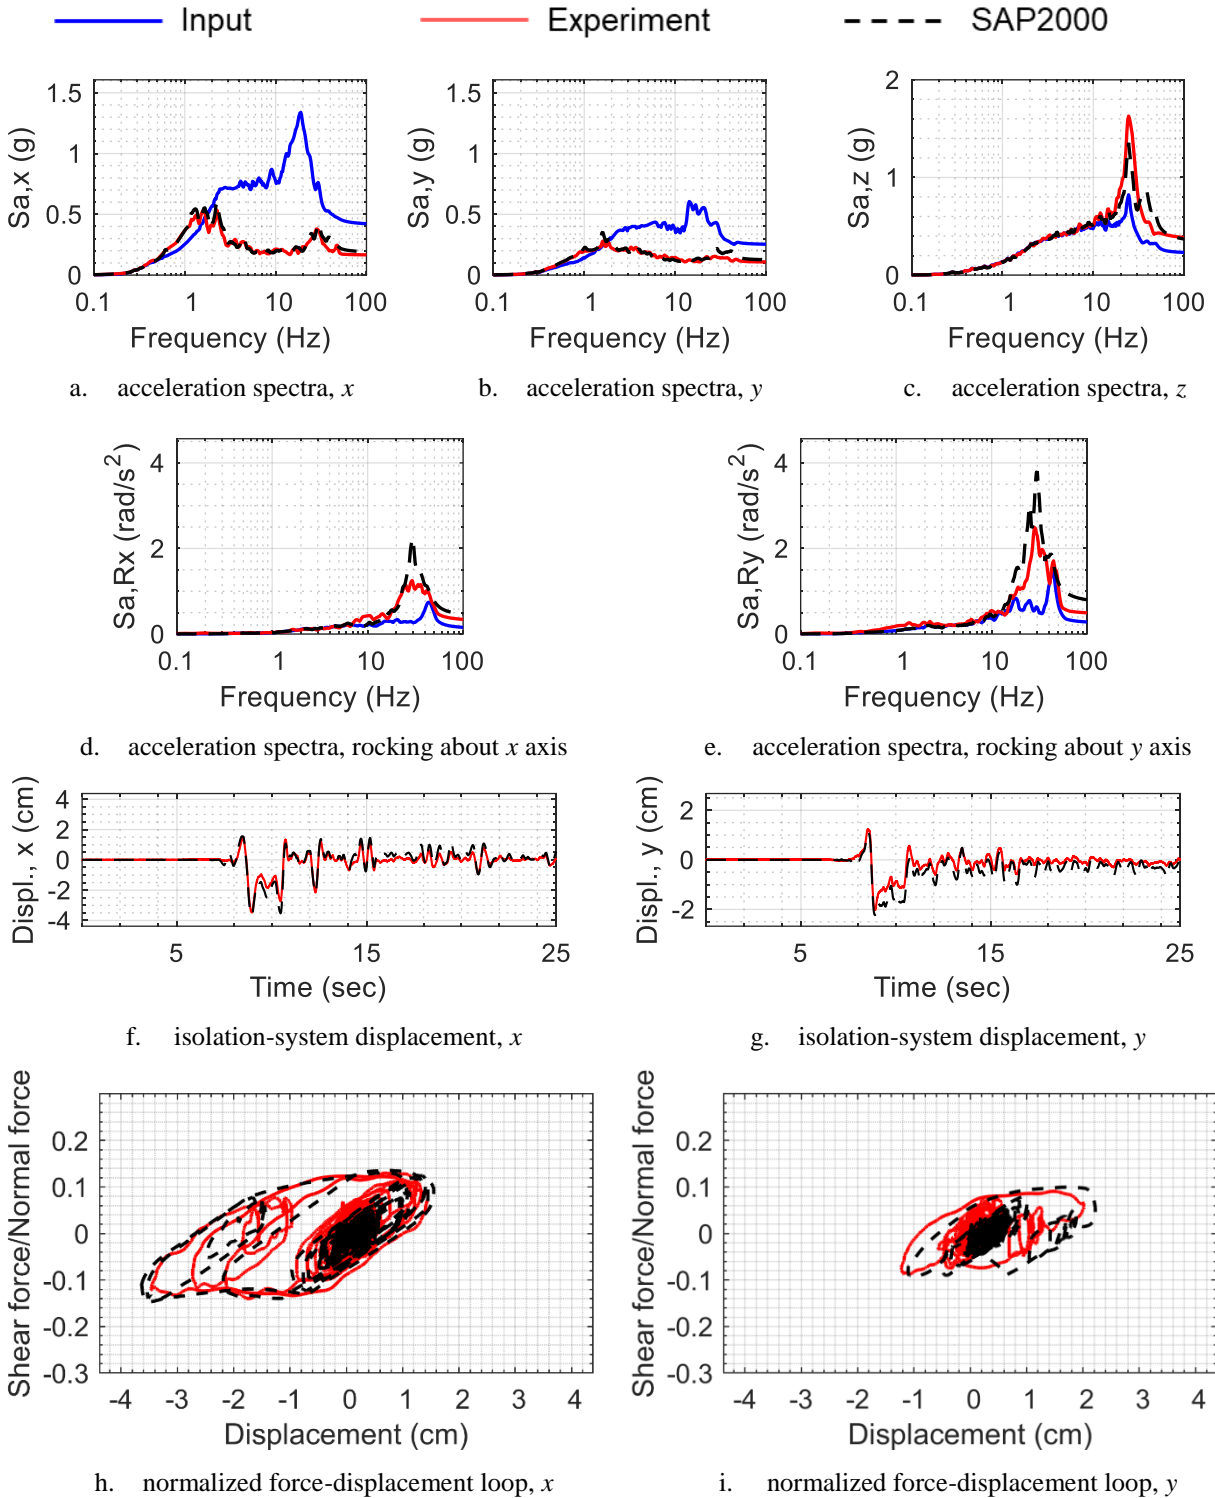 Input Experiment SAP2000
1.5
1
0.5
0
Sa,x (g)
0.1 1 10 100
Frequency (Hz)
a. acceleration spectra, x
1.5
1
0.5
0
Sa,y (g)
0.1 1 10 100
Frequency (Hz)
b. acceleration spectra, y
2
1
0
Sa,z (g)
0.1 1 10 100
Frequency (Hz)
c. acceleration spectra, z
4
2
0
Sa,Rx (rad/s²)
0.1 1 10 100
Frequency (Hz)
d. acceleration spectra, rocking about x axis
4
2
0
Sa,Ry (rad/s²)
0.1 1 10 100
Frequency (Hz)
e. acceleration spectra, rocking about y axis
4
2
0
-2
-4
Displ., x (cm)
5 15 25
Time (sec)
f. isolation-system displacement, x
2
0
-2
Displ., y (cm)
5 15 25
Time (sec)
g. isolation-system displacement, y
0.2
0.1
0
-0.1
-0.2
-0.3
Shear force/Normal force
-4 -3 -2 -1 0 1 2 3 4
Displacement (cm)
h. normalized force-displacement loop, x
0.2
0.1
0
-0.1
-0.2
-0.3
Shear force/Normal force
-4 -3 -2 -1 0 1 2 3 4
Displacement (cm)
i. normalized force-displacement loop, y